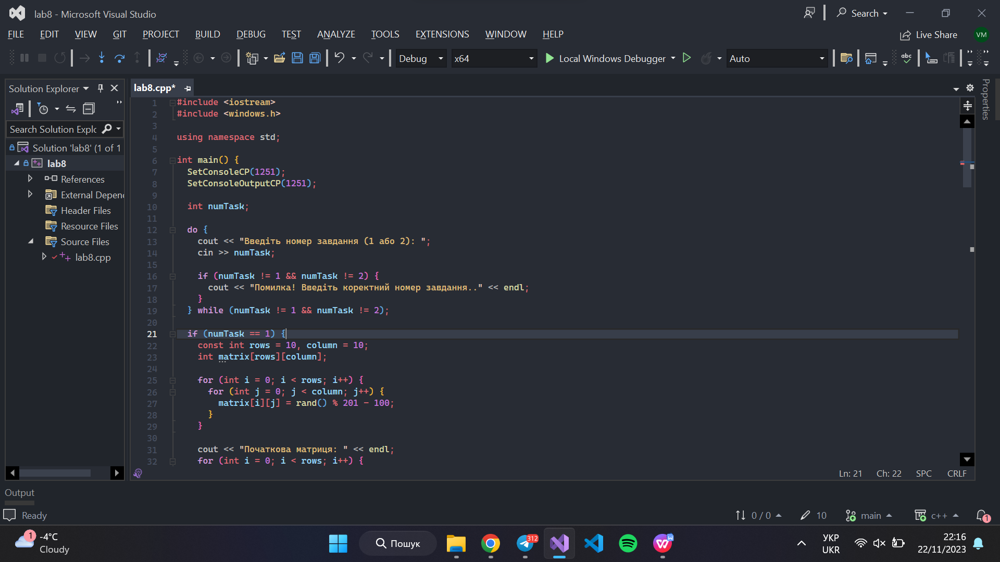 lab8 - Microsoft Visual Studio
Search
FILE EDIT VIEW GIT PROJECT BUILD DEBUG TEST ANALYZE TOOLS EXTENSIONS WINDOW HELP
Live Share
VM
Debug x64 Local Windows Debugger Auto
abc
Solution Explorer
Search Solution Explc
Solution 'lab8' (1 of 1
lab8
References
External Depen
Header Files
Resource Files
Source Files
lab8.cpp
lab8.cpp*
Properties
1 #include <iostream>
2 #include <windows.h>
3
4 using namespace std;
5
6 int main() {
7 SetConsoleCP(1251);
8 SetConsoleOutputCP(1251);
9
10 int numTask;
11
12 do {
13 cout << "Введіть номер завдання (1 або 2): ";
14 cin >> numTask;
15
16 if (numTask != 1 && numTask != 2) {
17 cout << "Помилка! Введіть коректний номер завдання.." << endl;
18 }
19 } while (numTask != 1 && numTask != 2);
20
21 if (numTask == 1) {
22 const int rows = 10, column = 10;
23 int matrix[rows][column];
24
25 for (int i = 0; i < rows; i++) {
26 for (int j = 0; j < column; j++) {
27 matrix[i][j] = rand() % 201 - 100;
28 }
29 }
30
31 cout << "Початкова матриця: " << endl;
32 for (int i = 0; i < rows; i++) {
Ln: 21 Ch: 22 SPC CRLF
Output
Ready
0 / 0 10 main c++ 1
1 -4°C
Cloudy
Пошук
312
УКР
UKR
22:16
22/11/2023